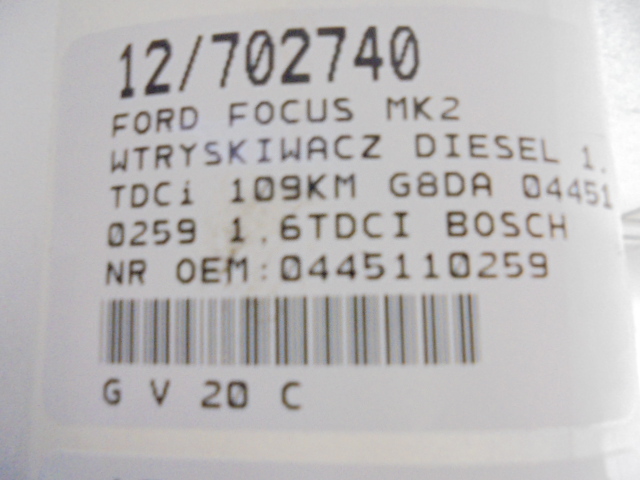 12/702740
FORD FOCUS MK2
WTRYSKIWACZ DIESEL 1.
TDCi 109KM G8DA 04451
0259 1.6TDCI BOSCH
NR OEM:0445110259
G V 20 C